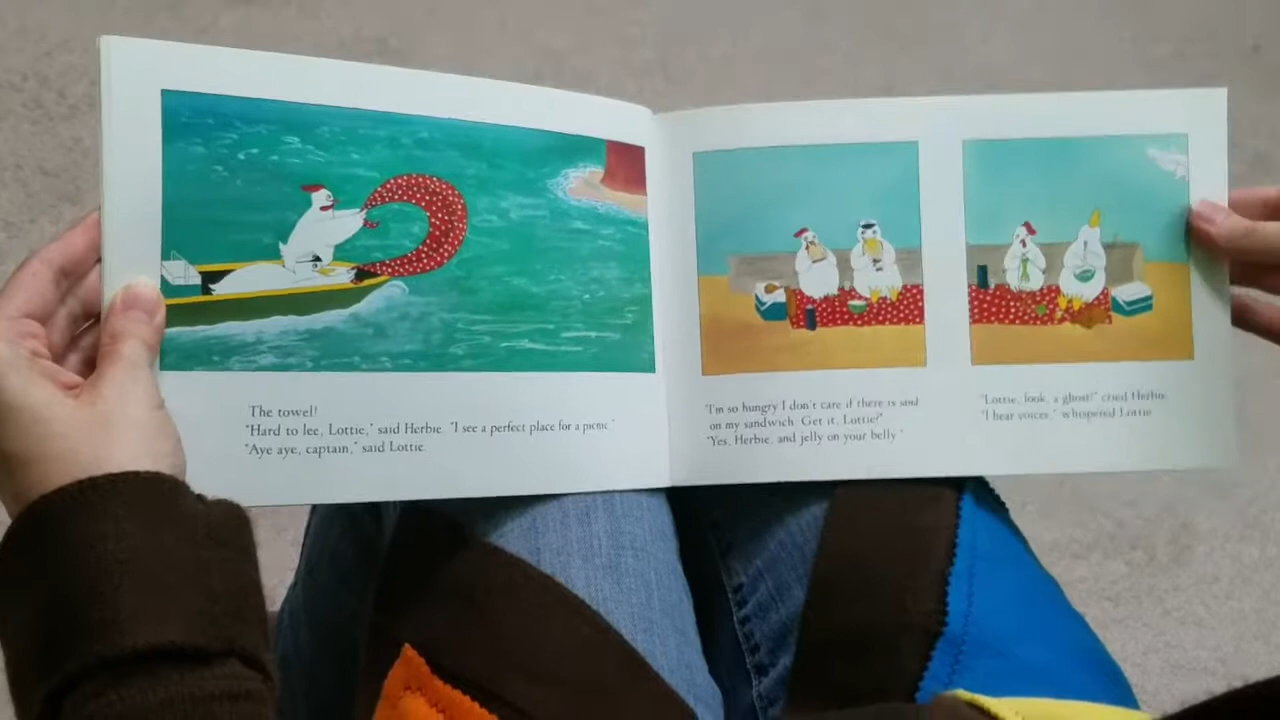 The towel!
"Hard to lee, Lottie," said Herbie. "I see a perfect place for a picnic."
"Aye aye, captain," said Lottie.
"I'm so hungry I don't care if there is sand
on my sandwich. Get it, Lottie?"
"Yes, Herbie, and jelly on your belly."
"Lottie, look, a ghost!" cried Herbie.
"I hear voices," whispered Lottie.